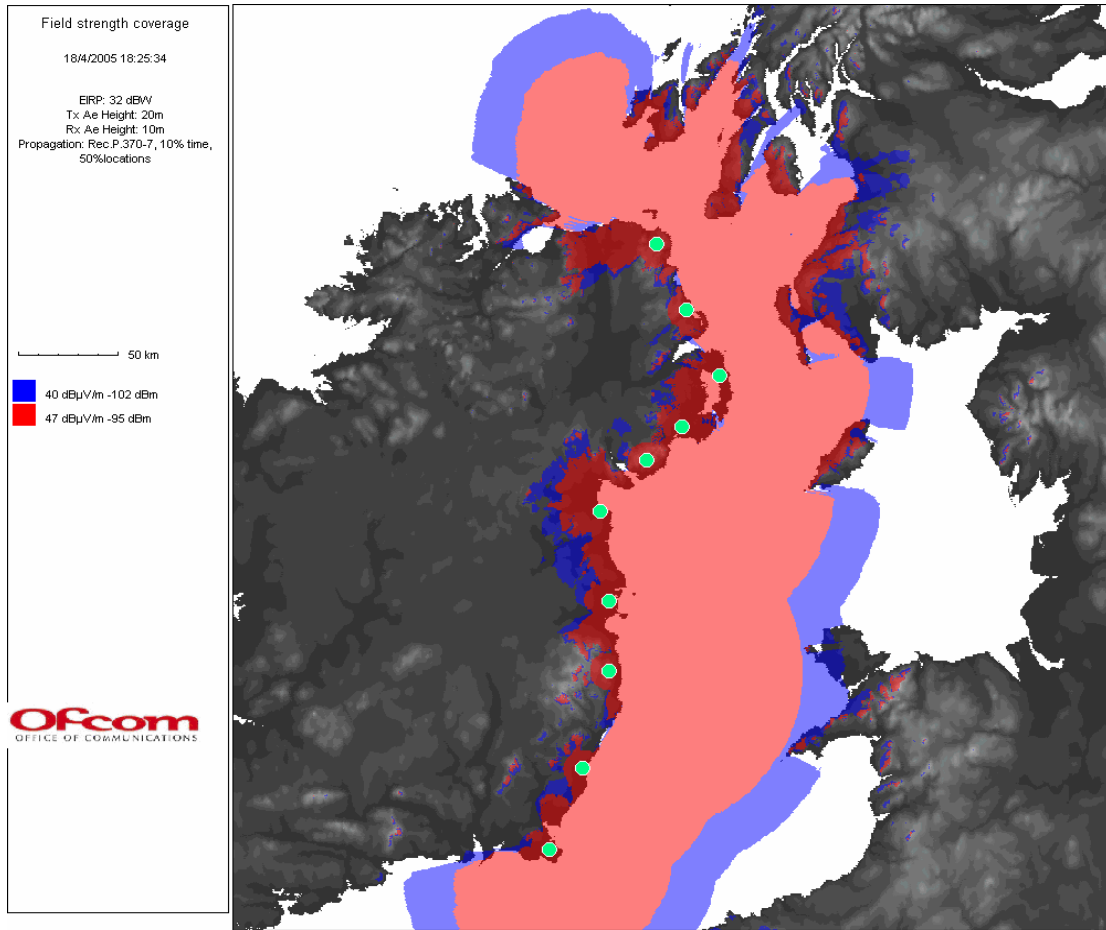 Field strength coverage
18/4/2005 18:25:34
EIRP: 32 dBW
Tx Ae Height: 20m
Rx Ae Height: 10m
Propagation: Rec.P.370-7, 10% time,
50%locations
50 km
40 dBµV/m -102 dBm
47 dBµV/m -95 dBm
Ofcom
OFFICE OF COMMUNICATIONS